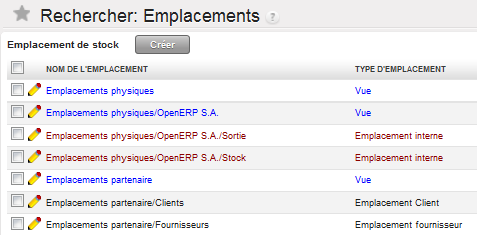 Rechercher: Emplacements ?
Emplacement de stock Créer
NOM DE L'EMPLACEMENT TYPE D'EMPLACEMENT
Emplacements physiques Vue
Emplacements physiques/OpenERP S.A. Vue
Emplacements physiques/OpenERP S.A./Sortie Emplacement interne
Emplacements physiques/OpenERP S.A./Stock Emplacement interne
Emplacements partenaire Vue
Emplacements partenaire/Clients Emplacement Client
Emplacements partenaire/Fournisseurs Emplacement fournisseur